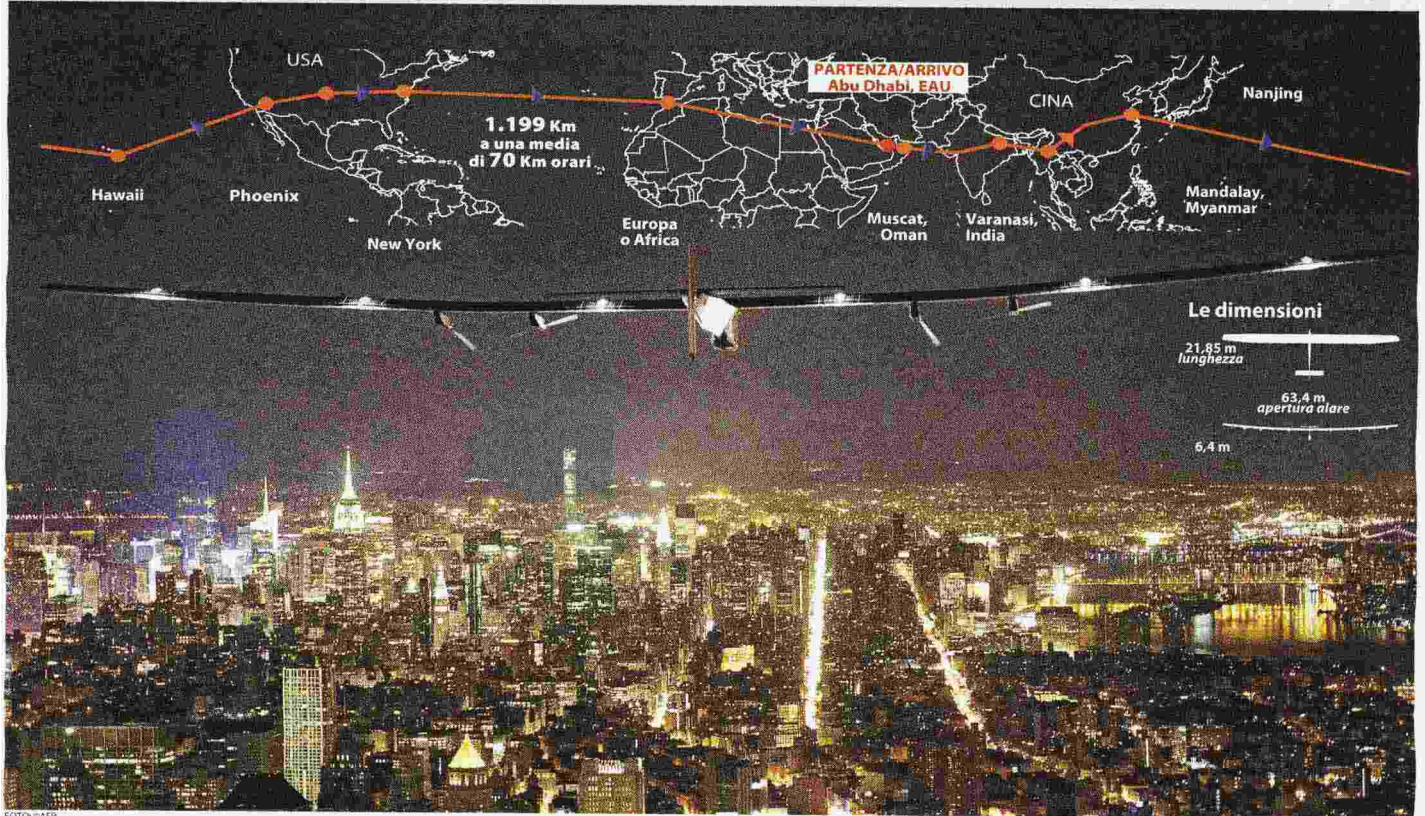 USA
PARTENZA/ARRIVO
Abu Dhabi, EAU
CINA
Nanjing
1.199 Km
a una media
di 70 Km orari
Hawaii
Phoenix
New York
Europa
o Africa
Muscat,
Oman
Varanasi,
India
Mandalay,
Myanmar
Le dimensioni
21,85 m
lunghezza
63,4 m
apertura alare
6,4 m
FOTO: ©AFP